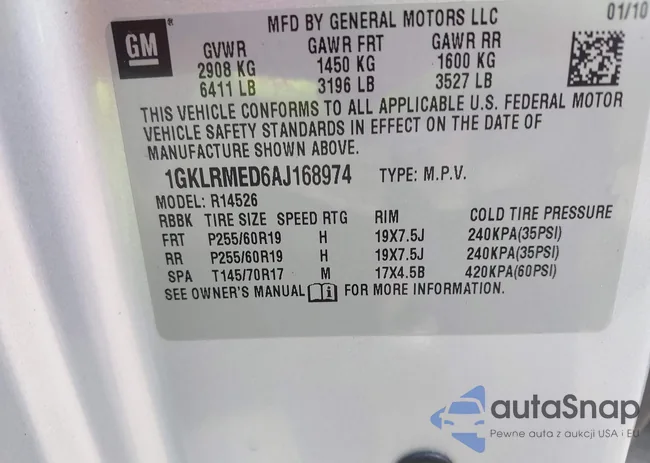 MFD BY GENERAL MOTORS LLC 01/10
GM
GVWR GAWR FRT GAWR RR
2908 KG 1450 KG 1600 KG
6411 LB 3196 LB 3527 LB
THIS VEHICLE CONFORMS TO ALL APPLICABLE U.S. FEDERAL MOTOR
VEHICLE SAFETY STANDARDS IN EFFECT ON THE DATE OF
MANUFACTURE SHOWN ABOVE.
1GKLRMED6AJ168974 TYPE: M.P.V.
MODEL: R14526
RBBK TIRE SIZE SPEED RTG RIM COLD TIRE PRESSURE
FRT P255/60R19 H 19X7.5J 240KPA(35PSI)
RR P255/60R19 H 19X7.5J 240KPA(35PSI)
SPA T145/70R17 M 17X4.5B 420KPA(60PSI)
SEE OWNER'S MANUAL i FOR MORE INFORMATION.
autaSnap
Pewne auta z aukcji USA i EU